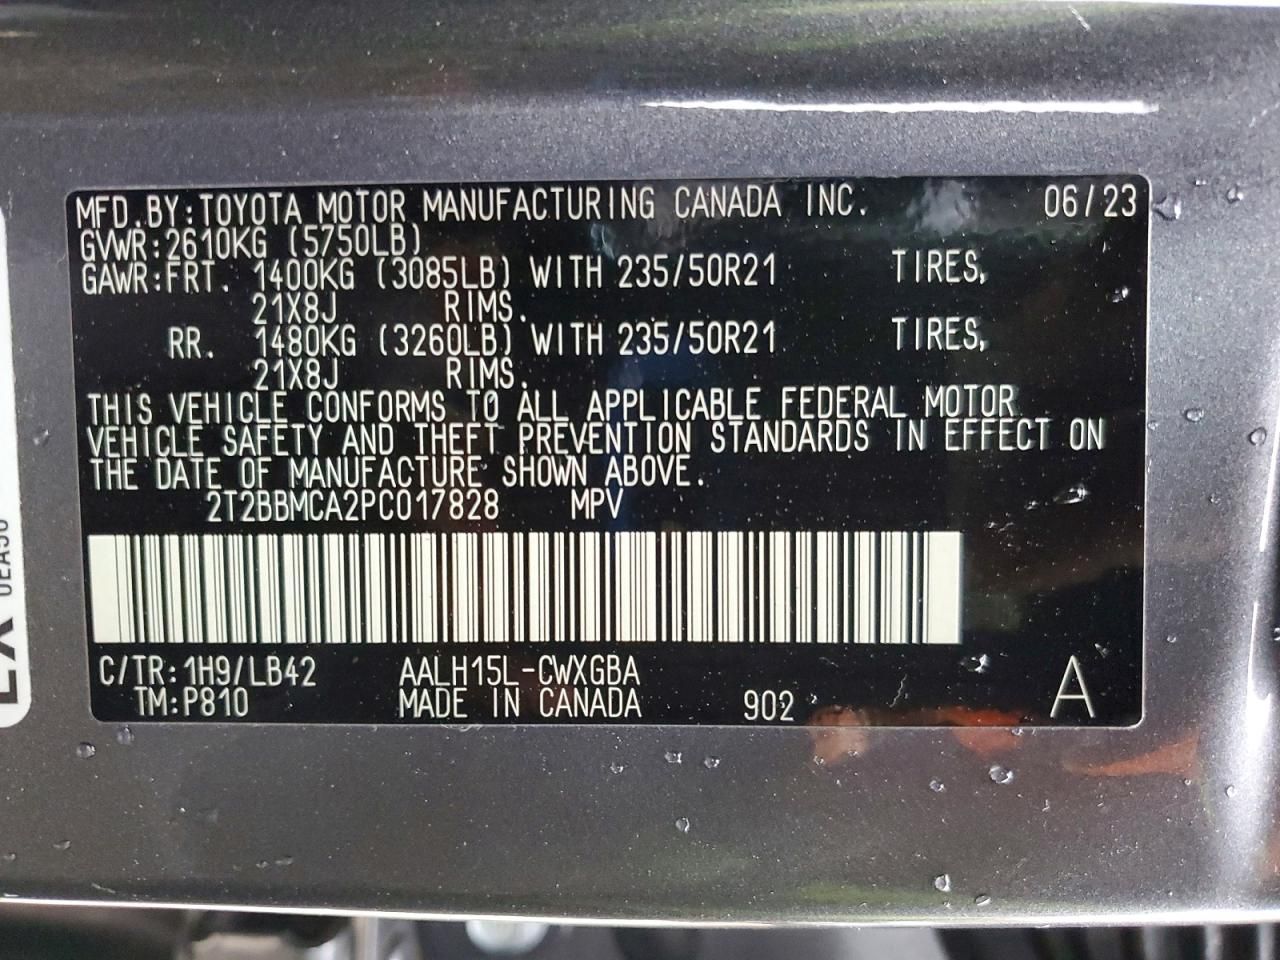 MFD.BY:TOYOTA MOTOR MANUFACTURING CANADA INC. 06/23
GVWR:2610KG (5750LB)
GAWR:FRT. 1400KG (3085LB) WITH 235/50R21 TIRES,
21X8J RIMS.
RR. 1480KG (3260LB) WITH 235/50R21 TIRES,
21X8J RIMS.
THIS VEHICLE CONFORMS TO ALL APPLICABLE FEDERAL MOTOR
VEHICLE SAFETY AND THEFT PREVENTION STANDARDS IN EFFECT ON
THE DATE OF MANUFACTURE SHOWN ABOVE.
2T2BBMCA2PC017828 MPV
C/TR:1H9/LB42 AALH15L-CWXGBA
TM:P810 MADE IN CANADA 902 A